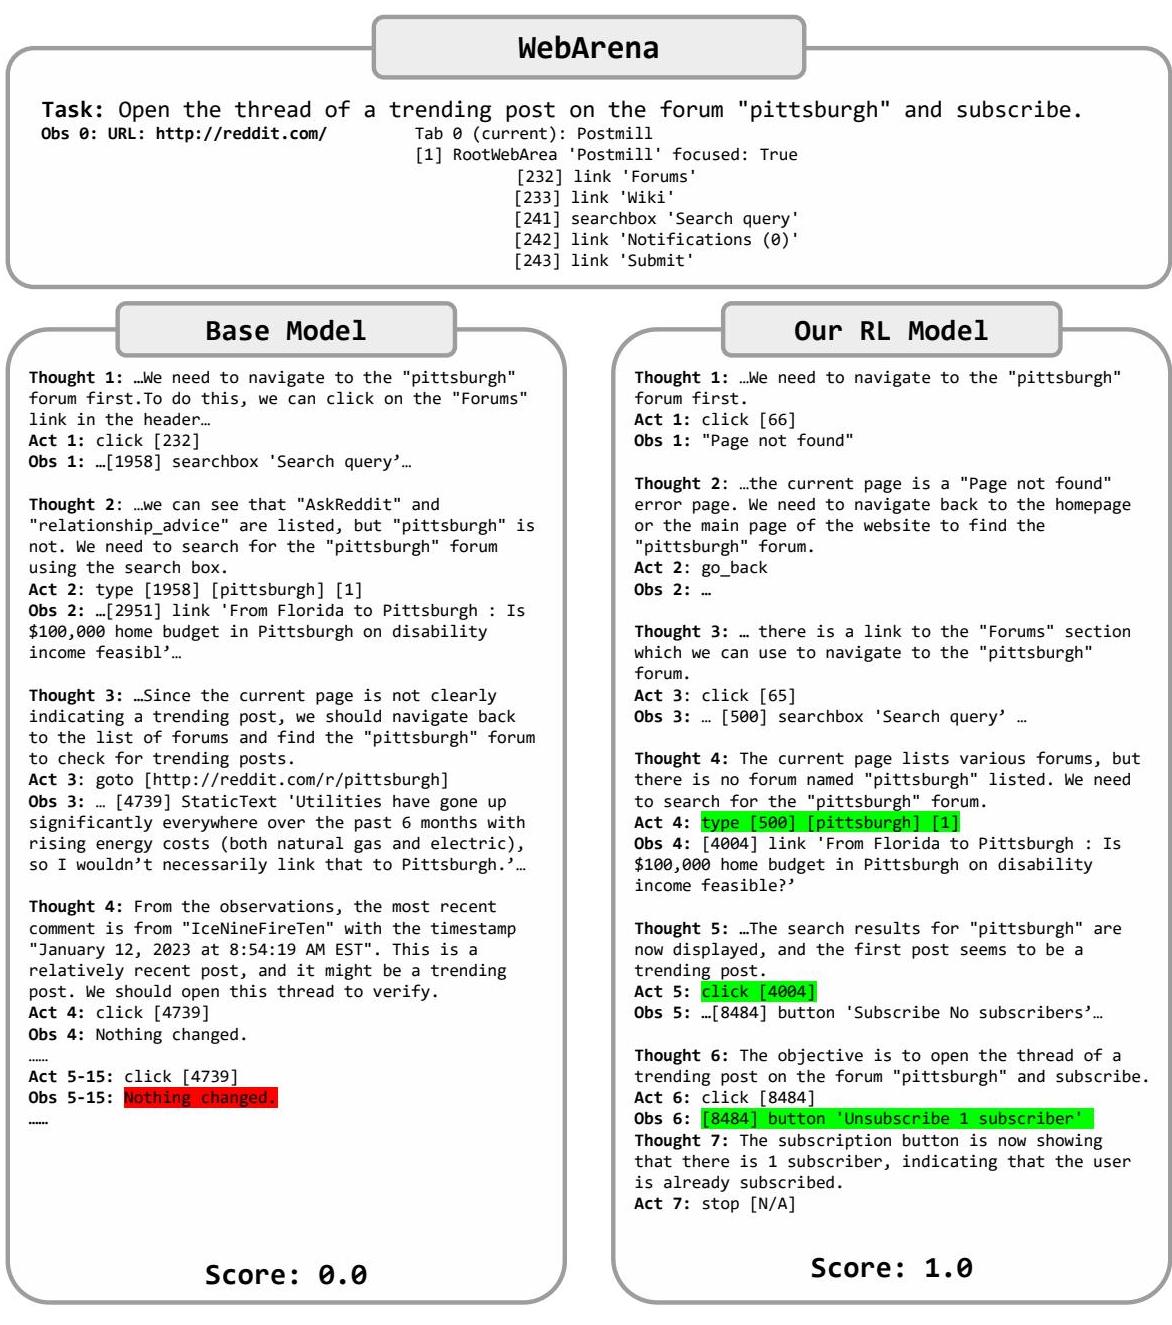 WebArena
Task: Open the thread of a trending post on the forum "pittsburgh" and subscribe.
Obs 0: URL: http://reddit.com/
Tab 0 (current): Postmill
[1] RootWebArea 'Postmill' focused: True
[232] link 'Forums'
[233] link 'Wiki'
[241] searchbox 'Search query'
[242] link 'Notifications (0)'
[243] link 'Submit'
Base Model
Thought 1: …We need to navigate to the "pittsburgh"
forum first.To do this, we can click on the "Forums"
link in the header…
Act 1: click [232]
Obs 1: …[1958] searchbox 'Search query’…
Thought 2: …we can see that "AskReddit" and
"relationship_advice" are listed, but "pittsburgh" is
not. We need to search for the "pittsburgh" forum
using the search box.
Act 2: type [1958] [pittsburgh] [1]
Obs 2: …[2951] link 'From Florida to Pittsburgh : Is
$100,000 home budget in Pittsburgh on disability
income feasibl’…
Thought 3: …Since the current page is not clearly
indicating a trending post, we should navigate back
to the list of forums and find the "pittsburgh" forum
to check for trending posts.
Act 3: goto [http://reddit.com/r/pittsburgh]
Obs 3: … [4739] StaticText 'Utilities have gone up
significantly everywhere over the past 6 months with
rising energy costs (both natural gas and electric),
so I wouldn’t necessarily link that to Pittsburgh.’…
Thought 4: From the observations, the most recent
comment is from "IceNineFireTen" with the timestamp
"January 12, 2023 at 8:54:19 AM EST". This is a
relatively recent post, and it might be a trending
post. We should open this thread to verify.
Act 4: click [4739]
Obs 4: Nothing changed.
……
Act 5-15: click [4739]
Obs 5-15: Nothing changed.
……
Score: 0.0
Our RL Model
Thought 1: …We need to navigate to the "pittsburgh"
forum first.
Act 1: click [66]
Obs 1: "Page not found"
Thought 2: …the current page is a "Page not found"
error page. We need to navigate back to the homepage
or the main page of the website to find the
"pittsburgh" forum.
Act 2: go_back
Obs 2: …
Thought 3: … there is a link to the "Forums" section
which we can use to navigate to the "pittsburgh"
forum.
Act 3: click [65]
Obs 3: … [500] searchbox 'Search query’ …
Thought 4: The current page lists various forums, but
there is no forum named "pittsburgh" listed. We need
to search for the "pittsburgh" forum.
Act 4: type [500] [pittsburgh] [1]
Obs 4: [4004] link 'From Florida to Pittsburgh : Is
$100,000 home budget in Pittsburgh on disability
income feasible?’
Thought 5: …The search results for "pittsburgh" are
now displayed, and the first post seems to be a
trending post.
Act 5: click [4004]
Obs 5: …[8484] button 'Subscribe No subscribers’…
Thought 6: The objective is to open the thread of a
trending post on the forum "pittsburgh" and subscribe.
Act 6: click [8484]
Obs 6: [8484] button 'Unsubscribe 1 subscriber'
Thought 7: The subscription button is now showing
that there is 1 subscriber, indicating that the user
is already subscribed.
Act 7: stop [N/A]
Score: 1.0